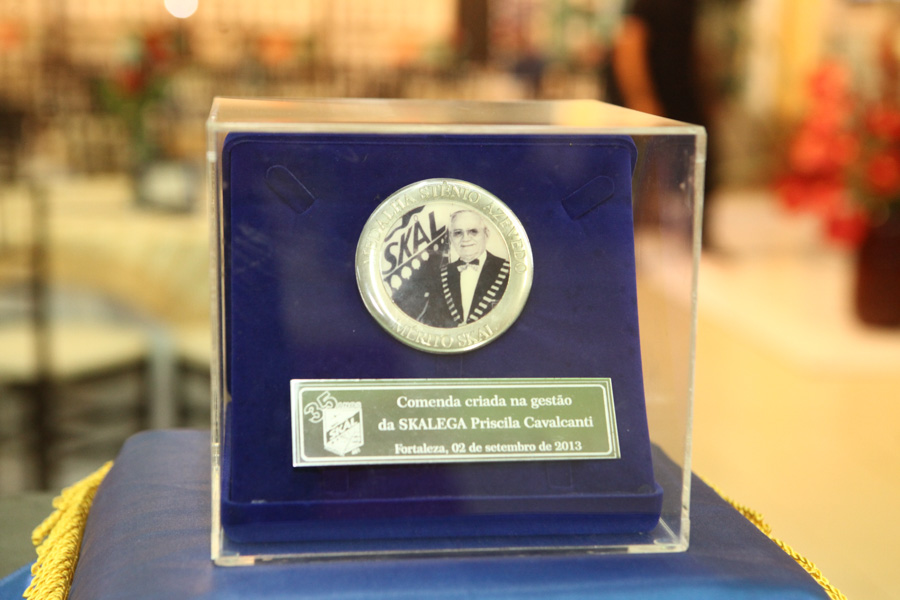 MEDALHA STÊNIO AZEVEDO
SKAL
MÉRITO SKAL
35 anos
SKAL
Comenda criada na gestão
da SKALEGA Priscila Cavalcanti
Fortaleza, 02 de setembro de 2013